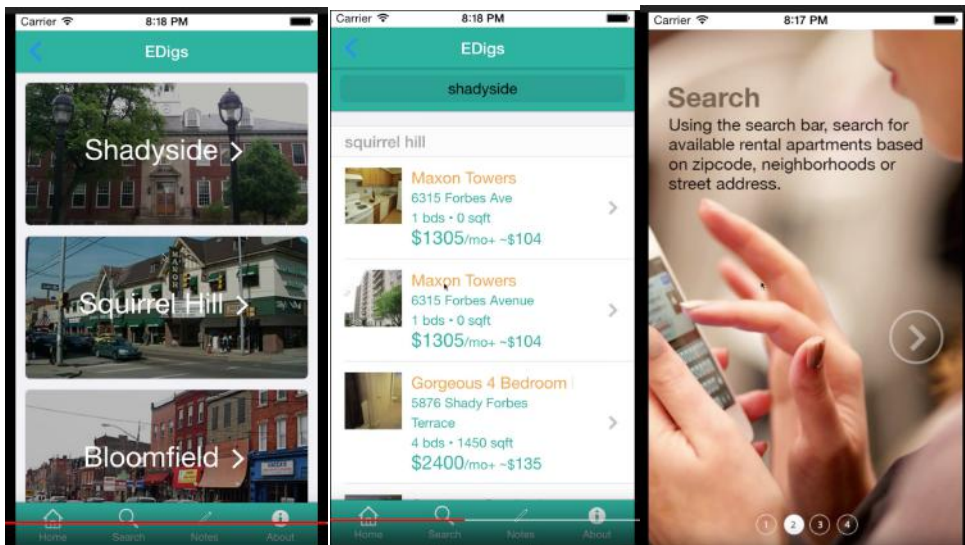 Carrier 8:18 PM
EDigs
Shadyside >
Squirrel Hill >
Bloomfield >
Home Search Notes About
Carrier 8:18 PM
EDigs
shadyside
squirrel hill
Maxon Towers
6315 Forbes Ave
1 bds • 0 sqft
$1305/mo+ ~$104
Maxon Towers
6315 Forbes Avenue
1 bds • 0 sqft
$1305/mo+ ~$104
Gorgeous 4 Bedroom
5876 Shady Forbes
Terrace
4 bds • 1450 sqft
$2400/mo+ ~$135
Home Search Notes About
Carrier 8:17 PM
Search
Using the search bar, search for
available rental apartments based
on zipcode, neighborhoods or
street address.
1 2 3 4